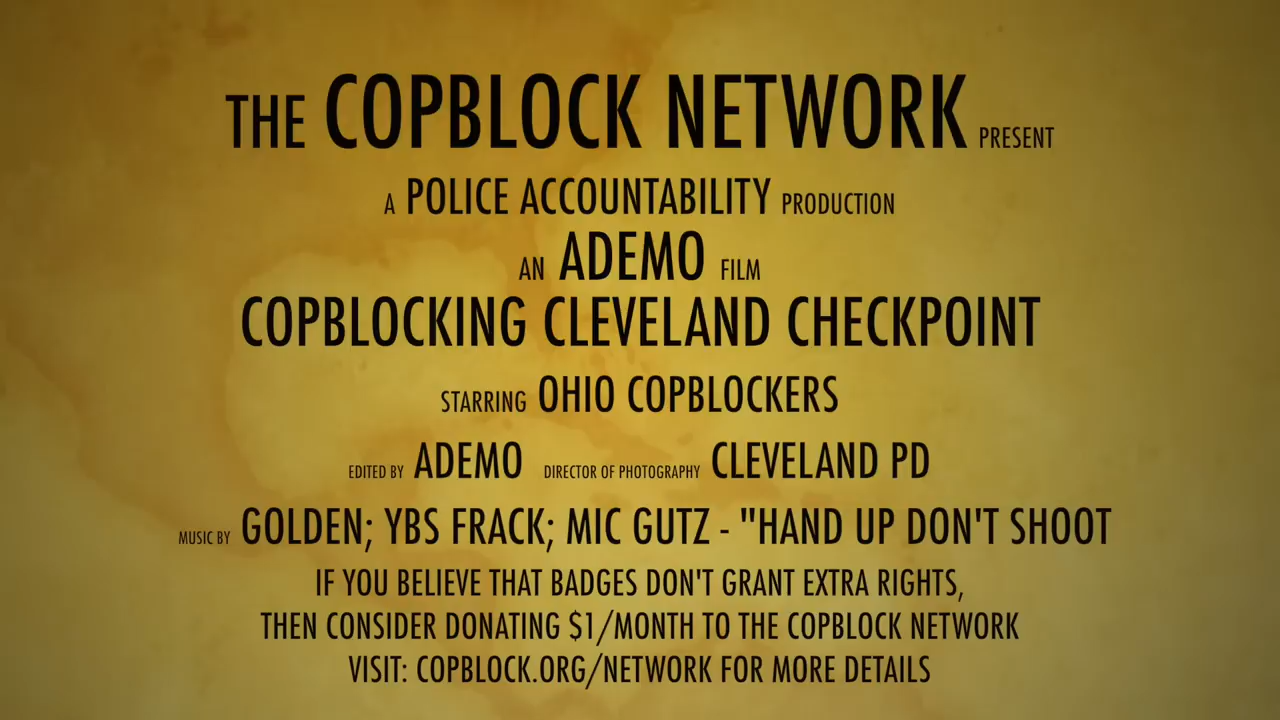 THE COPBLOCK NETWORK PRESENT
A POLICE ACCOUNTABILITY PRODUCTION
AN ADEMO FILM
COPBLOCKING CLEVELAND CHECKPOINT
STARRING OHIO COPBLOCKERS
EDITED BY ADEMO DIRECTOR OF PHOTOGRAPHY CLEVELAND PD
MUSIC BY GOLDEN; YBS FRACK; MIC GUTZ - "HAND UP DON'T SHOOT
IF YOU BELIEVE THAT BADGES DON'T GRANT EXTRA RIGHTS,
THEN CONSIDER DONATING $1/MONTH TO THE COPBLOCK NETWORK
VISIT: COPBLOCK.ORG/NETWORK FOR MORE DETAILS